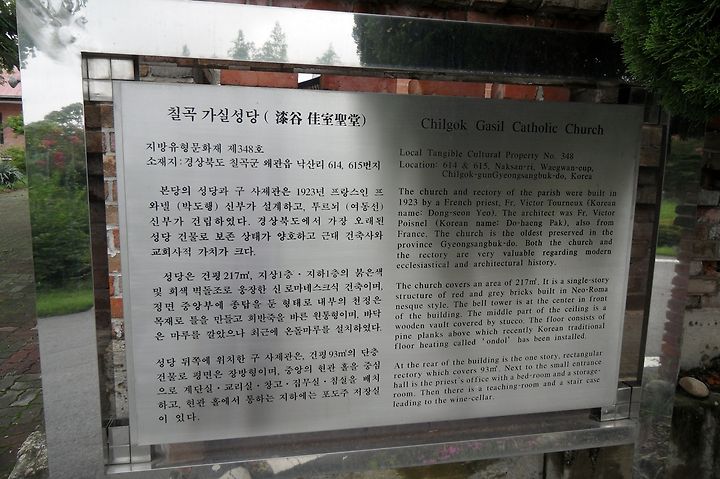 칠곡 가실성당 ( 漆谷 佳室聖堂)
지방유형문화재 제348호
소재지: 경상북도 칠곡군 왜관읍 낙산리 614, 615번지
본당의 성당과 구 사제관은 1923년 프랑스인 프
와넬 (박도행) 신부가 설계하고, 투르뇌 (여동선)
신부가 건립하였다. 경상북도에서 가장 오래된
성당 건물로 보존 상태가 양호하고 근대 건축사와
교회사적 가치가 크다.
성당은 건평 217㎡, 지상1층·지하1층의 붉은색
및 회색 벽돌조로 웅장한 신 로마네스크식 건축이며,
정면 중앙부에 종탑을 둔 형태로 내부의 천정은
목재로 틀을 만들고 회반죽을 바른 원통형이며, 바닥
은 마루를 깔았으나 최근에 온돌마루를 설치하였다.
성당 뒤쪽에 위치한 구 사제관은, 건평 93㎡의 단층
건물로 평면은 장방형이며, 중앙의 현관 홀을 중심
으로 계단실·교리실·창고·집무실·침실을 배치
하고, 현관 홀에서 통하는 지하에는 포도주 저장실
이 있다.
Chilgok Gasil Catholic Church
Local Tangible Cultural Property No. 348
Location: 614 & 615, Naksan-ri, Waegwan-eup,
Chilgok-gunGyeongsangbuk-do, Korea
The church and rectory of the parish were built in
1923 by a French priest, Fr. Victor Tourneux (Korean
name: Dong-seon Yeo). The architect was Fr. Victor
Poisnel (Korean name: Do-haeng Pak), also from
France. The church is the oldest preserved in the
province Gyeongsangbuk-do. Both the church and
the rectory are very valuable regarding modern
ecclesiastical and architectural history.
The church covers an area of 217㎡. It is a single-story
structure of red and grey bricks built in Neo-Roma
nesque style. The bell tower is at the center in front
of the building. The middle part of the ceiling is a
wooden vault covered by stucco. The floor consists of
pine planks above which recently Korean traditional
floor heating called 'ondol' has been installed.
At the rear of the building is the one story, rectangular
rectory which covers 93㎡. Next to the small entrance
hall is the priest's office with a bed-room and a storage-
room. Then there is a teaching-room and a stair case
leading to the wine-cellar.